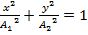 x²/A₁² + y²/A₂² = 1